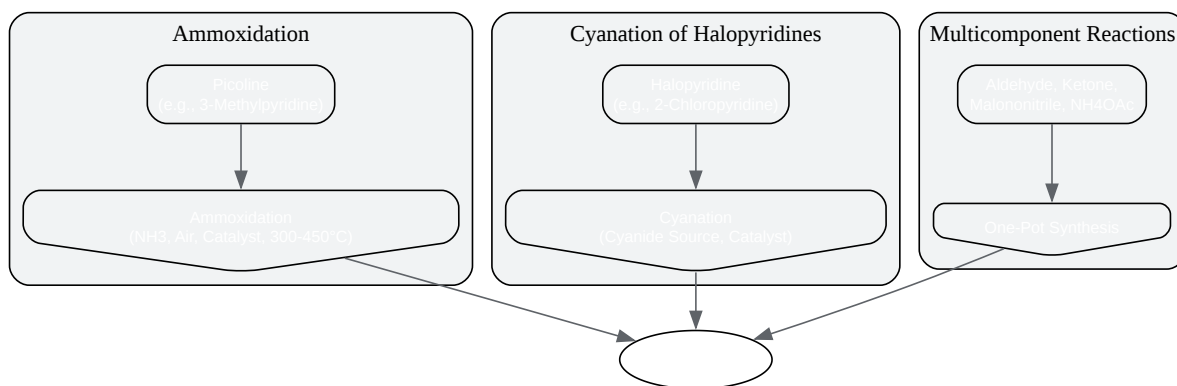 Ammoxidation
Picoline
(e.g., 3-Methylpyridine)
Ammoxidation
(NH3, Air, Catalyst, 300-450°C)
Cyanation of Halopyridines
Halopyridine
(e.g., 2-Chloropyridine)
Cyanation
(Cyanide Source, Catalyst)
Multicomponent Reactions
Aldehyde, Ketone,
Malononitrile, NH4OAc
One-Pot Synthesis